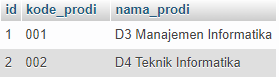 id kode_prodi nama_prodi
1 001 D3 Manajemen Informatika
2 002 D4 Teknik Informatika